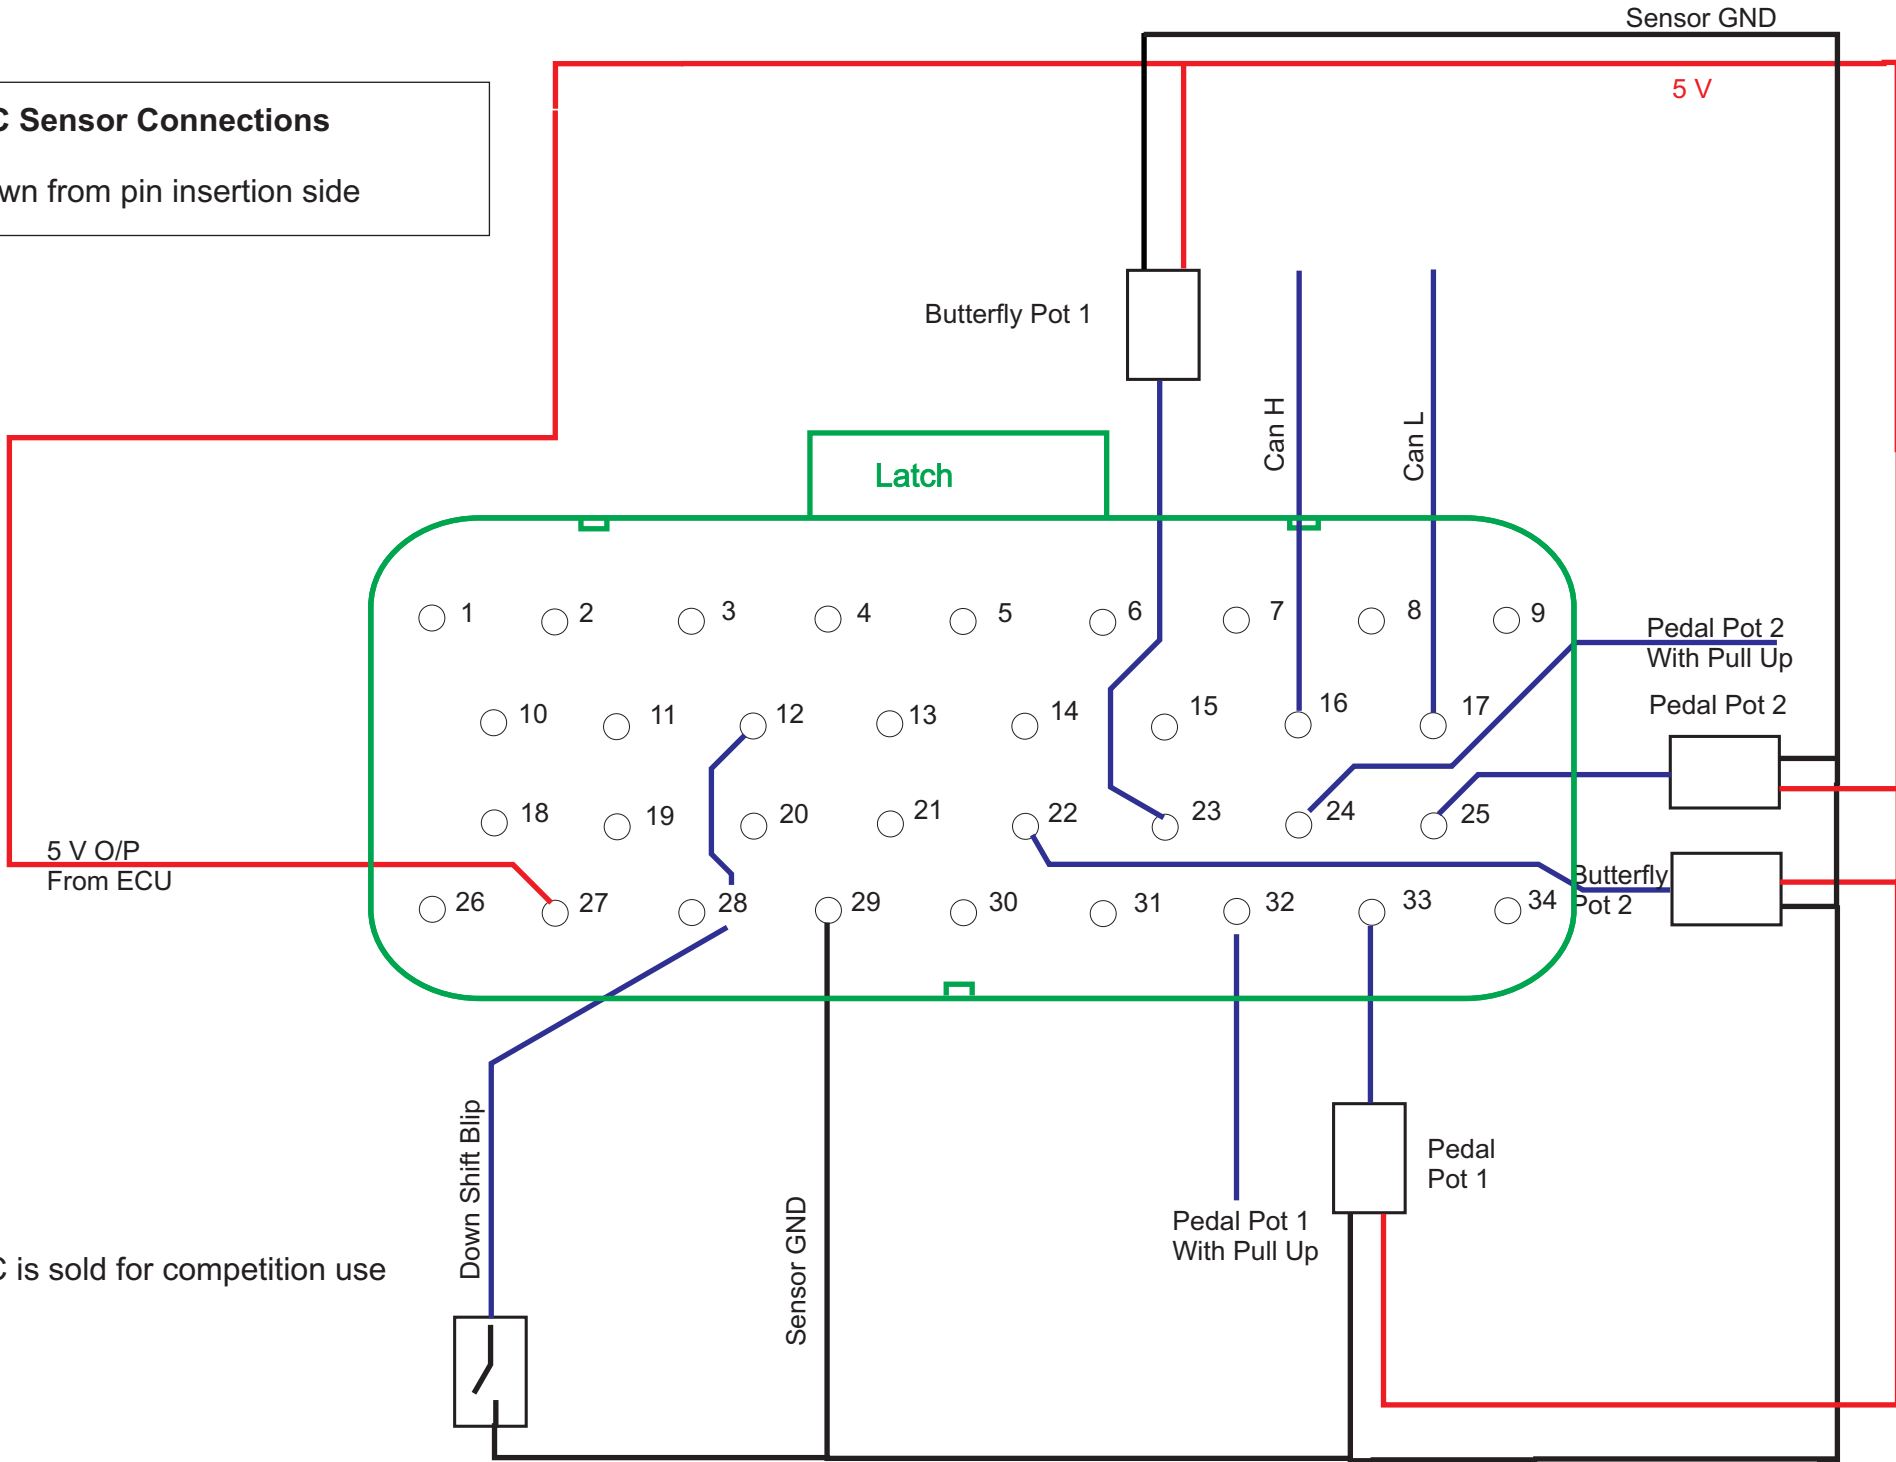 Sensor GND
5 V
C Sensor Connections
wn from pin insertion side
Butterfly Pot 1
Can H
Can L
Latch
1 2 3 4 5 6 7 8 9
Pedal Pot 2
With Pull Up
10 11 12 13 14 15 16 17
Pedal Pot 2
18 19 20 21 22 23 24 25
5 V O/P
From ECU
Butterfly
Pot 2
26 27 28 29 30 31 32 33 34
Down Shift Blip
Sensor GND
Pedal
Pot 1
Pedal Pot 1
With Pull Up
C is sold for competition use